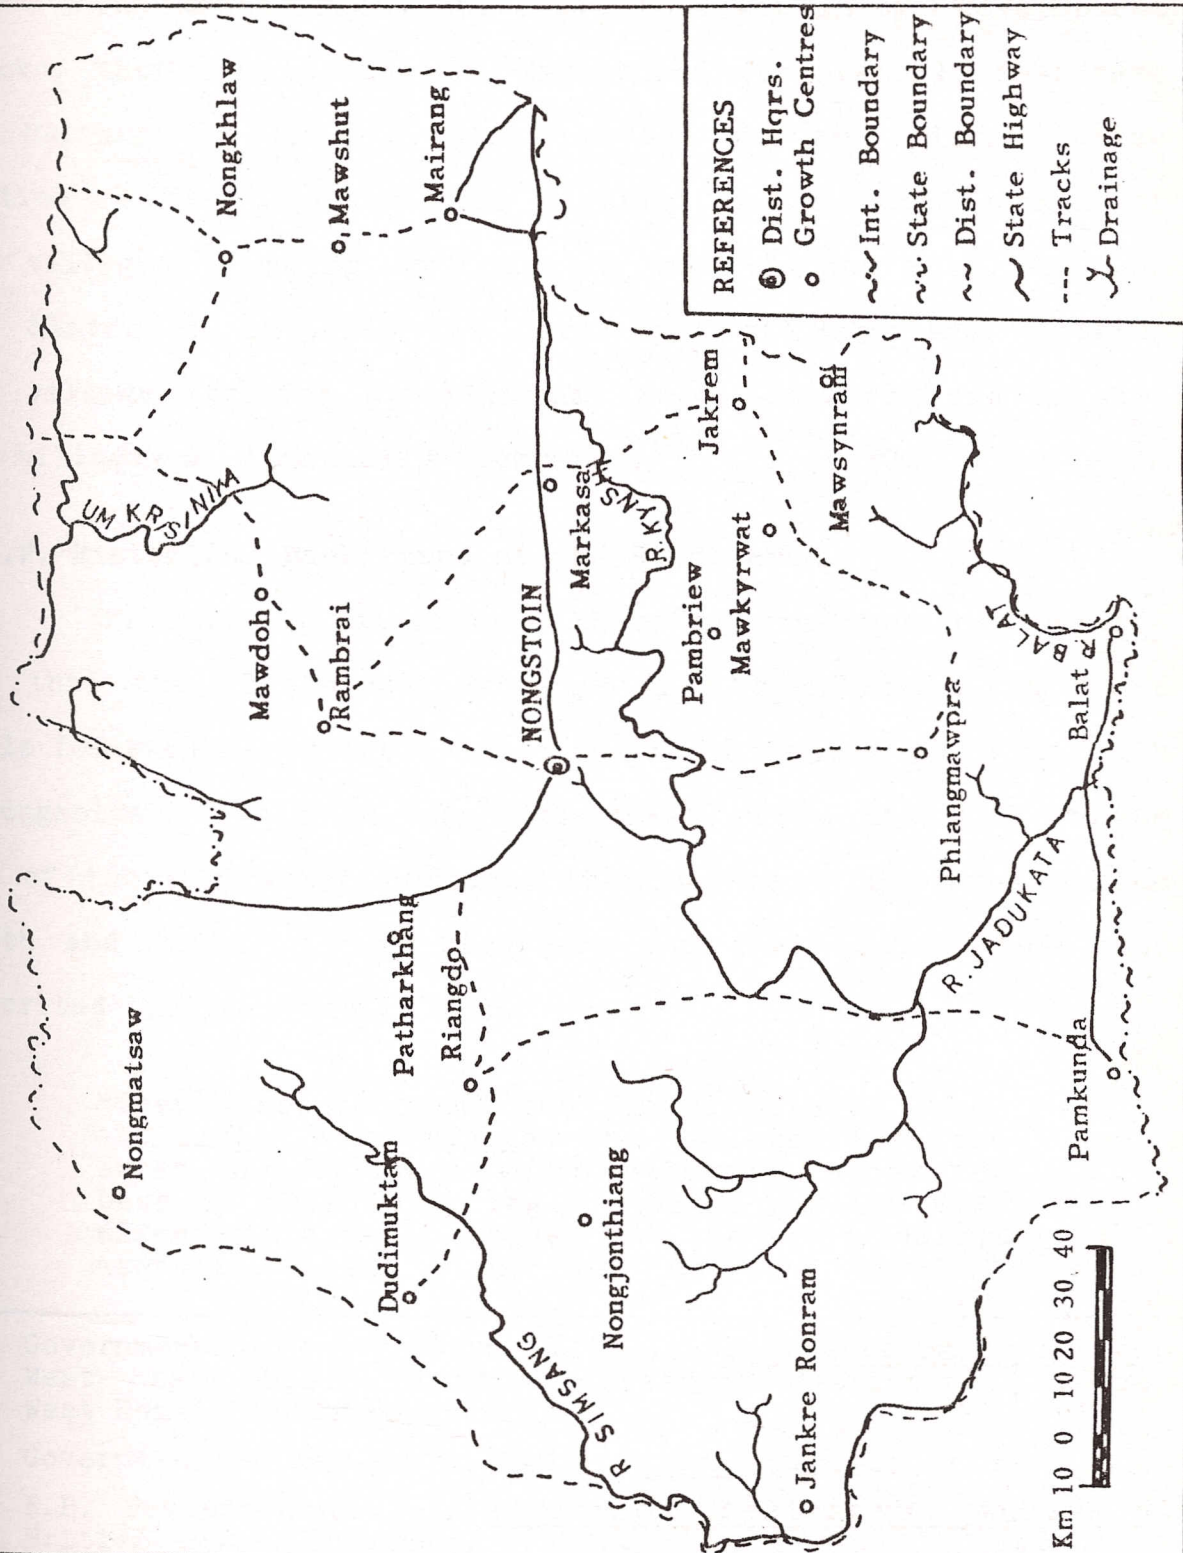 Nongkhlaw
Mawshut
Mairang
UM KRSINIYA
Mawdoh
Rambrai
NONGSTOIN
Markasa
R.KYNSHI
Jakrem
Pambriew
Mawkyrwat
Mawsynram
R BALAT
Balat
Phlangmawpra
R.JADUKATA
Nongmatsaw
Patharkhang
Riangdo
Dudimuktam
R SIMSANG
Nongjonthiang
Jankre Ronram
Pamkunda
Km 10 0 10 20 30 40
REFERENCES
Dist. Hqrs.
Growth Centres
Int. Boundary
State Boundary
Dist. Boundary
State Highway
Tracks
Drainage